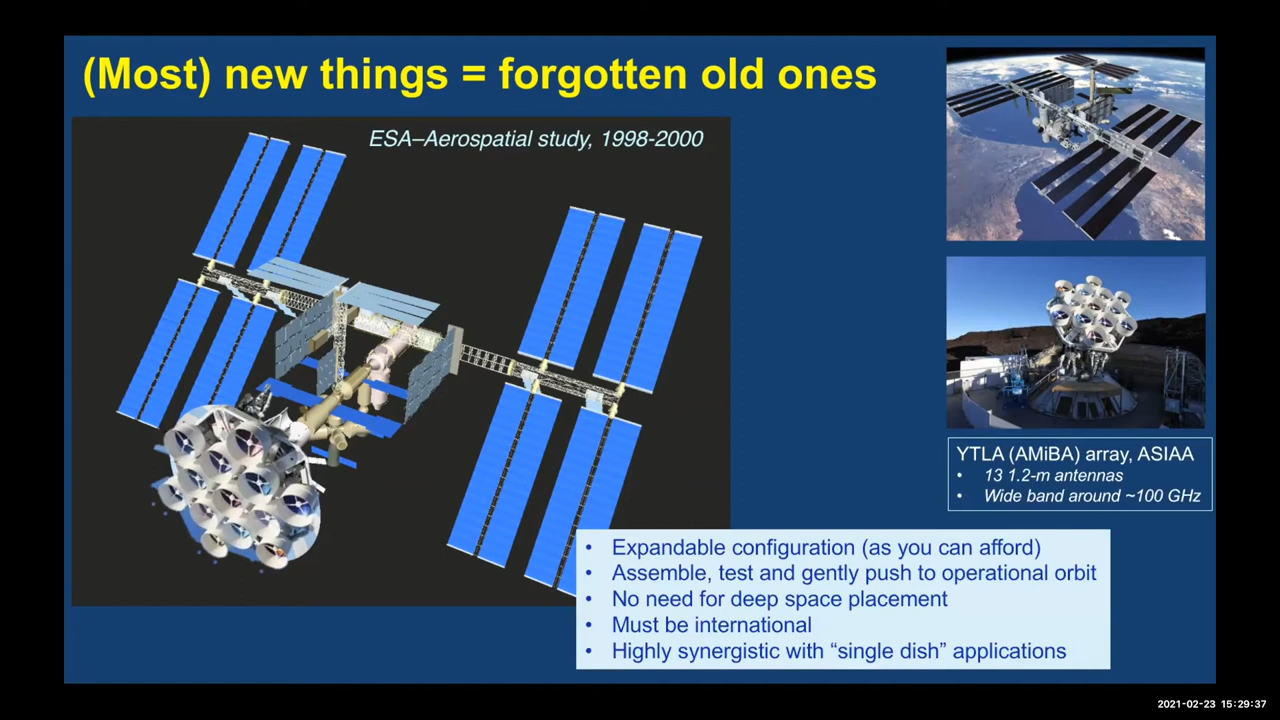 (Most) new things = forgotten old ones
ESA–Aerospatial study, 1998-2000
YTLA (AMiBA) array, ASIAA
• 13 1.2-m antennas
• Wide band around ~100 GHz
• Expandable configuration (as you can afford)
• Assemble, test and gently push to operational orbit
• No need for deep space placement
• Must be international
• Highly synergistic with “single dish” applications
2021-02-23 15:29:37